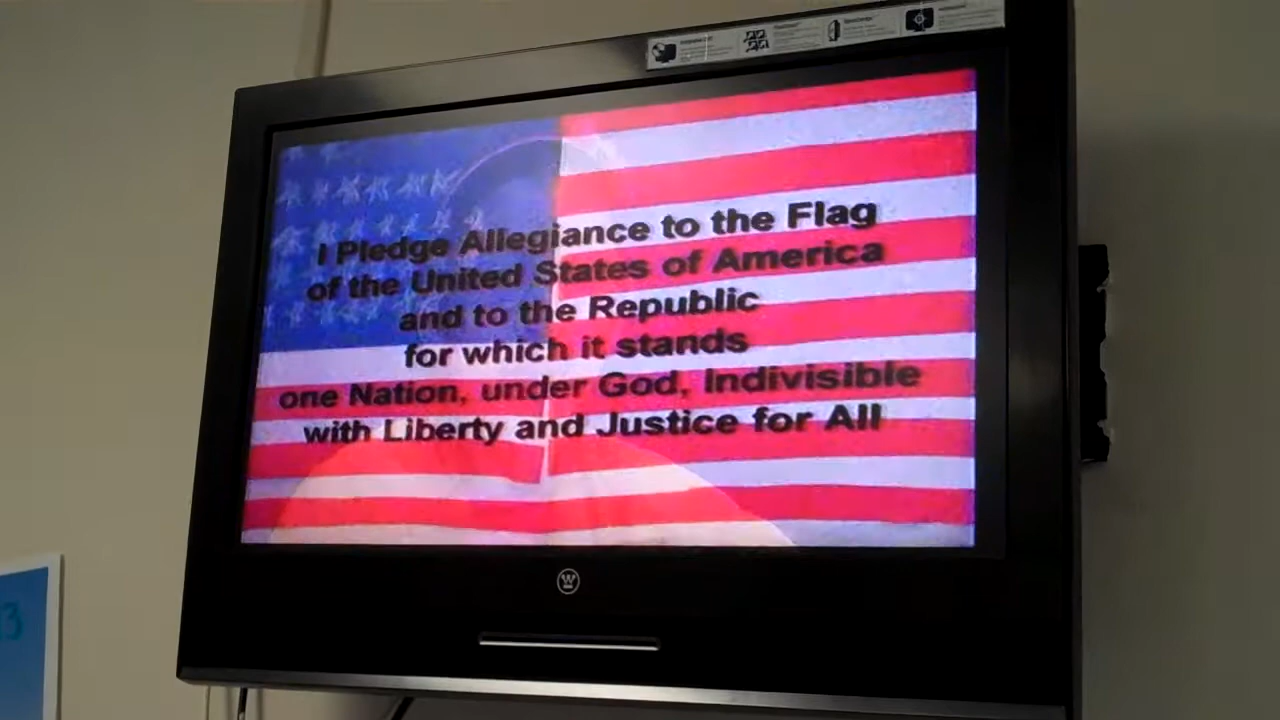 I Pledge Allegiance to the Flag
of the United States of America
and to the Republic
for which it stands
one Nation, under God, Indivisible
with Liberty and Justice for All
W
3